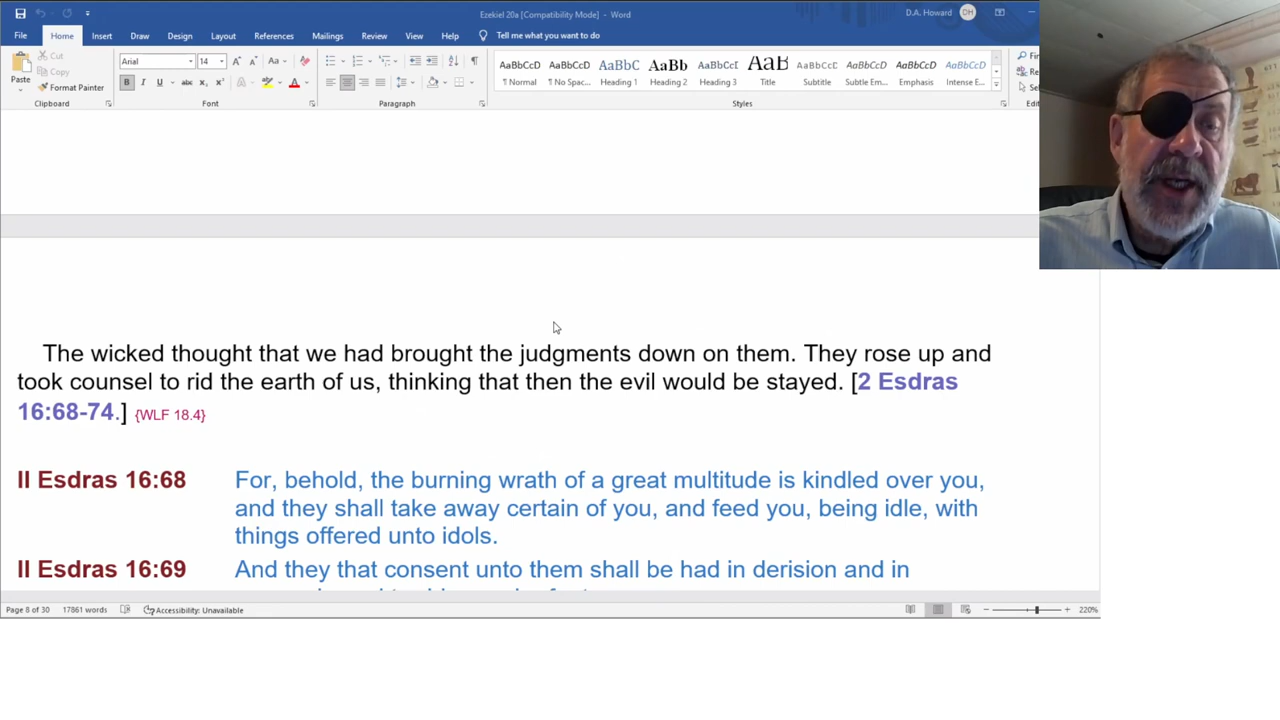 Ezekiel 20a [Compatibility Mode] - Word
D.A. Howard DH
File Home Insert Draw Design Layout References Mailings Review View Help Tell me what you want to do
Paste
Cut
Copy
Format Painter
Clipboard
Arial 14
Font
Paragraph
AaBbCcD AaBbCcD AaBbC AaBb AaBbCcI AaB AaBbCcD AaBbCcD AaBbCcD AaBbCcD
¶ Normal ¶ No Spac... Heading 1 Heading 2 Heading 3 Title Subtitle Subtle Em... Emphasis Intense E...
Styles
The wicked thought that we had brought the judgments down on them. They rose up and
took counsel to rid the earth of us, thinking that then the evil would be stayed. [2 Esdras
16:68-74.] {WLF 18.4}
II Esdras 16:68 For, behold, the burning wrath of a great multitude is kindled over you,
and they shall take away certain of you, and feed you, being idle, with
things offered unto idols.
II Esdras 16:69 And they that consent unto them shall be had in derision and in
Page 8 of 30 17861 words Accessibility: Unavailable 220%